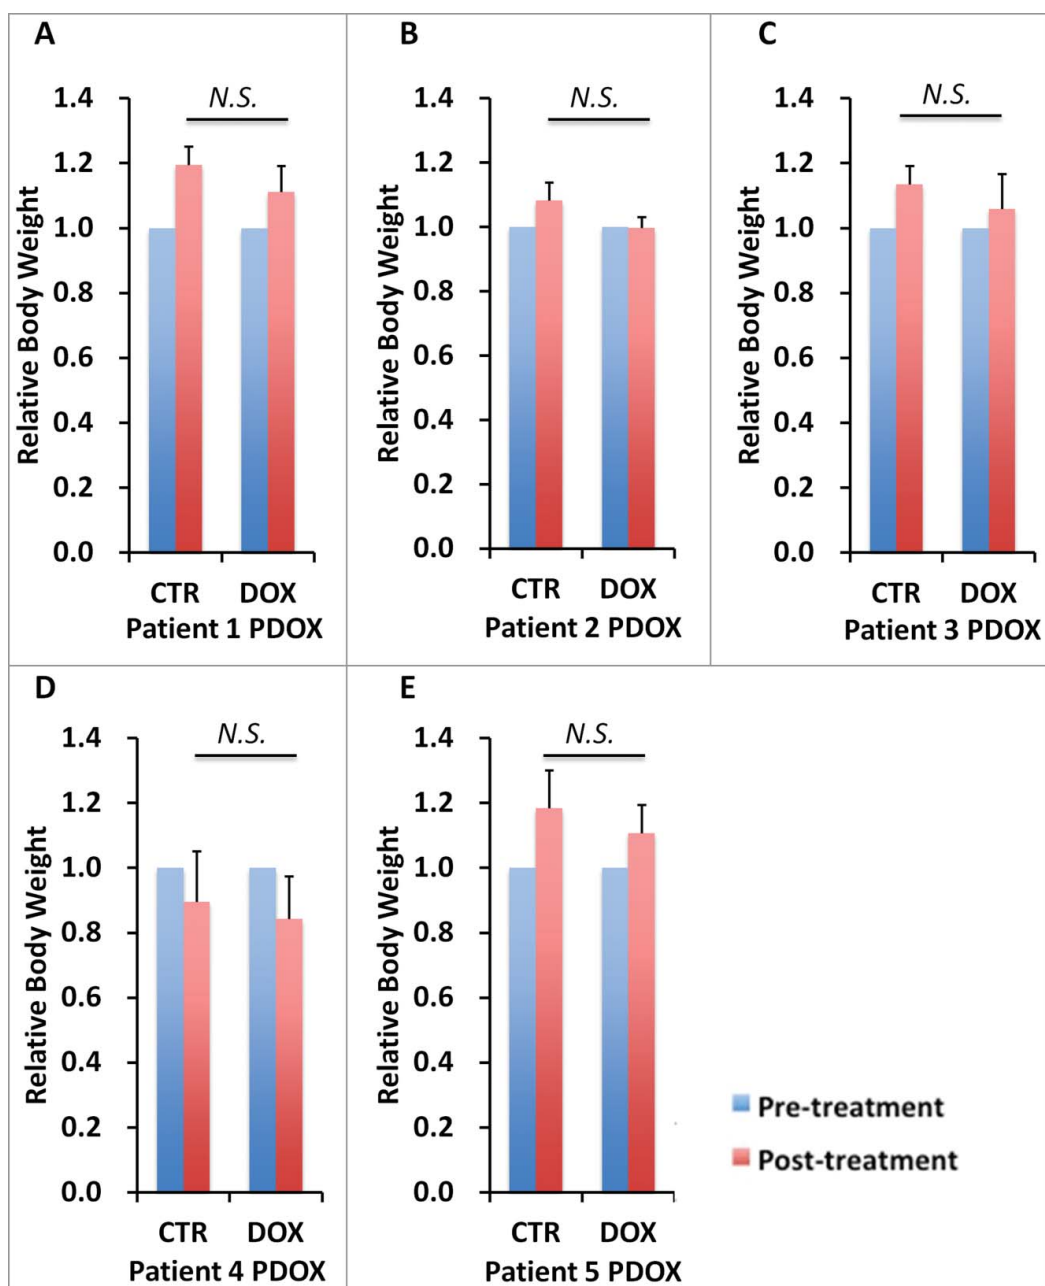 A
N.S.
1.4
1.2
1.0
0.8
0.6
0.4
0.2
0.0
Relative Body Weight
CTR DOX
Patient 1 PDOX
B
N.S.
1.4
1.2
1.0
0.8
0.6
0.4
0.2
0.0
Relative Body Weight
CTR DOX
Patient 2 PDOX
C
N.S.
1.4
1.2
1.0
0.8
0.6
0.4
0.2
0.0
Relative Body Weight
CTR DOX
Patient 3 PDOX
D
N.S.
1.4
1.2
1.0
0.8
0.6
0.4
0.2
0.0
Relative Body Weight
CTR DOX
Patient 4 PDOX
E
N.S.
1.4
1.2
1.0
0.8
0.6
0.4
0.2
0.0
Relative Body Weight
CTR DOX
Patient 5 PDOX
Pre-treatment
Post-treatment